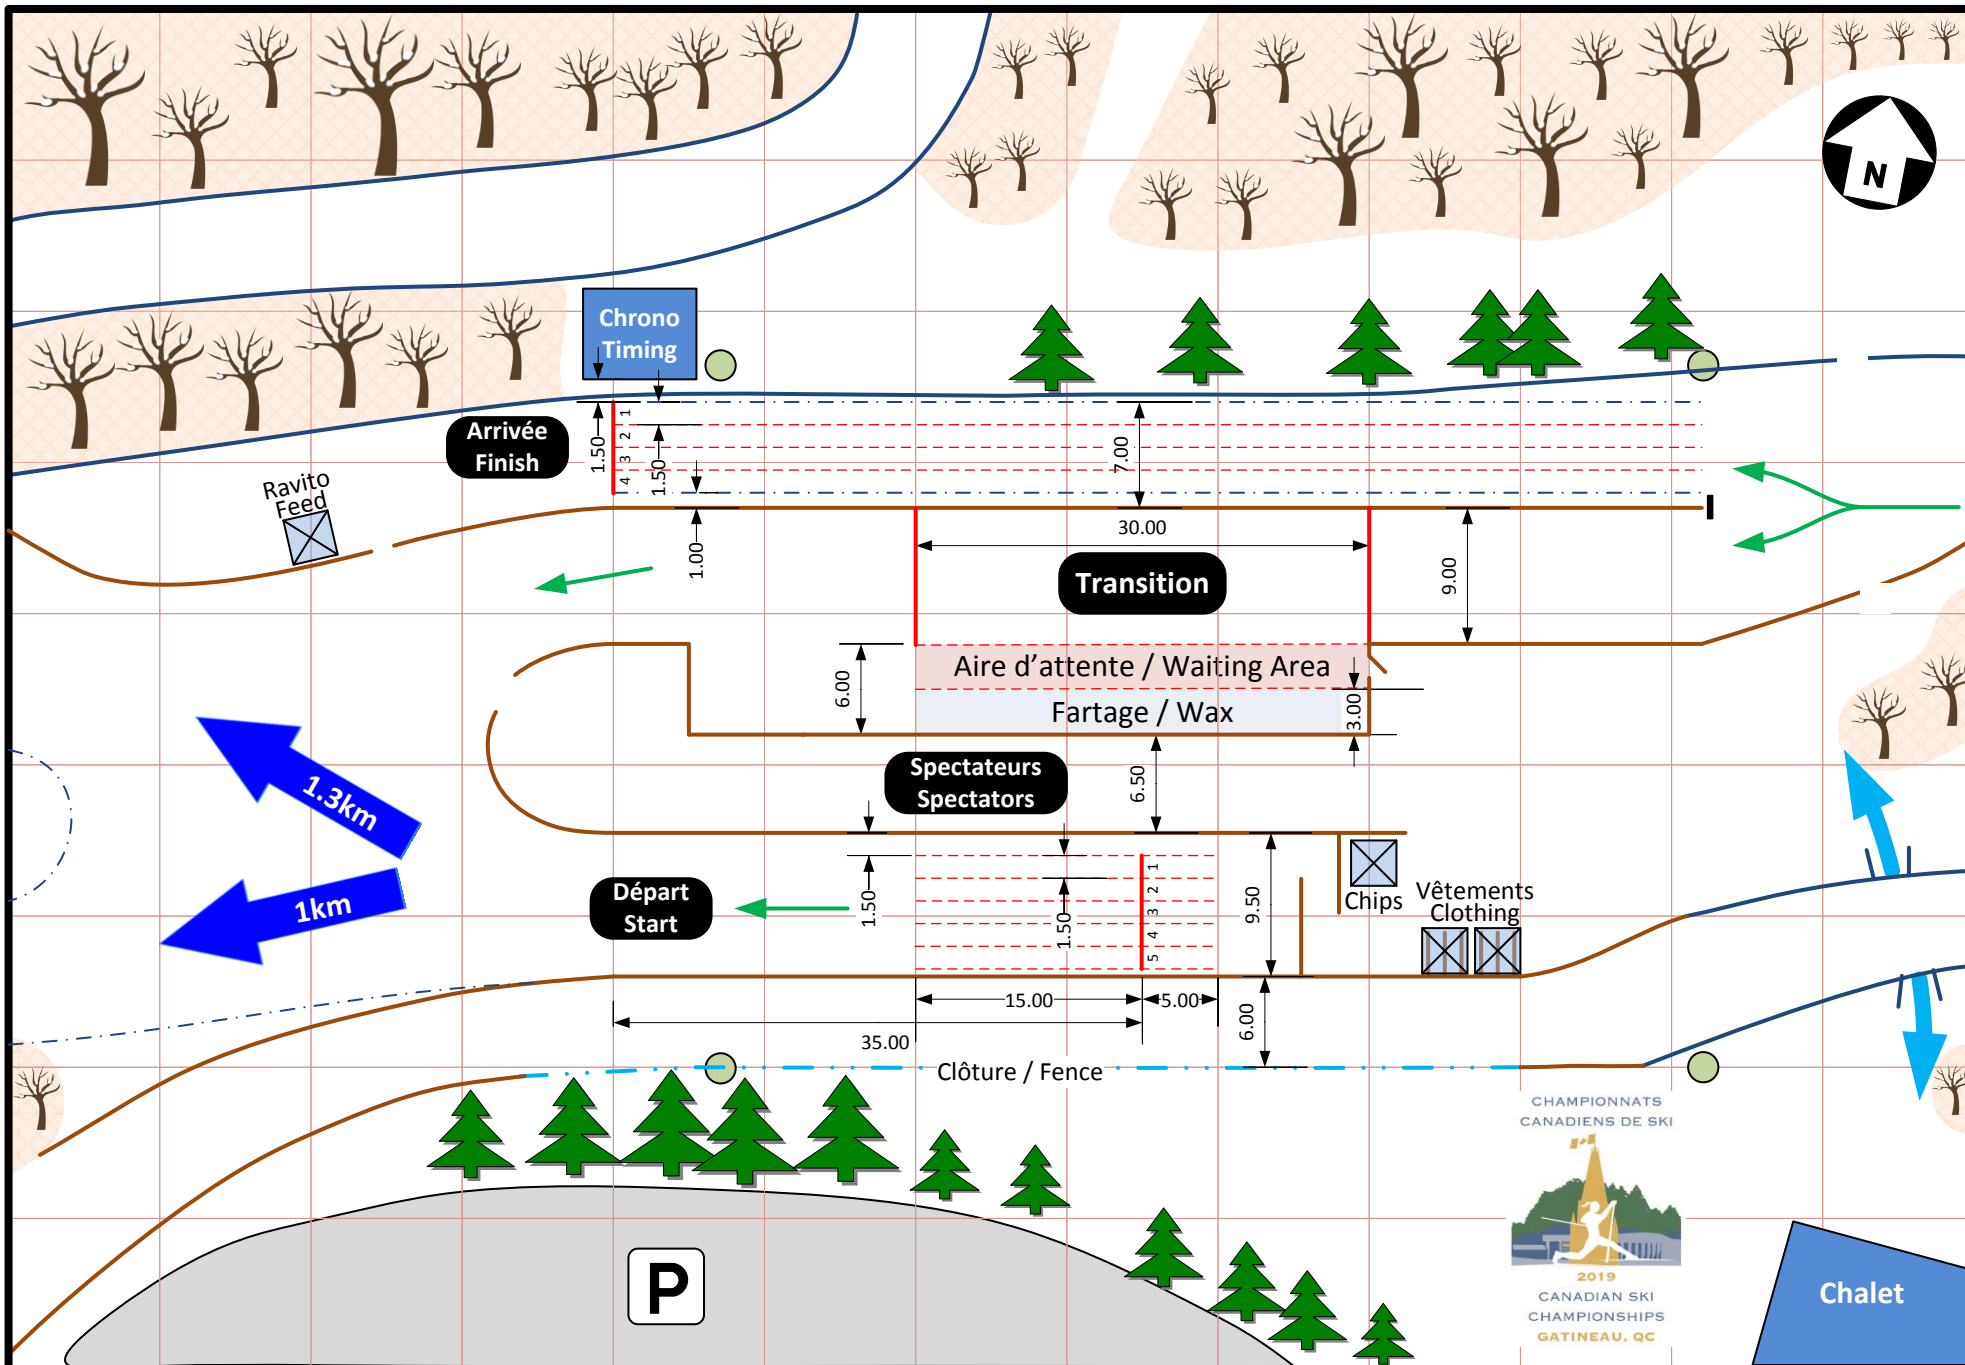 N
Chrono
Timing
Arrivée
Finish
1
2
3
4
1.50
1.50
7.00
Ravito
Feed
1.00
30.00
Transition
9.00
Aire d'attente / Waiting Area
6.00
Fartage / Wax
3.00
Spectateurs
Spectators
6.50
1.3km
1km
Départ
Start
1.50
1.50
1
2
3
4
5
9.50
Chips
Vêtements
Clothing
15.00
5.00
35.00
6.00
Clôture / Fence
CHAMPIONNATS
CANADIENS DE SKI
2019
CANADIAN SKI
CHAMPIONSHIPS
GATINEAU, QC
P
Chalet